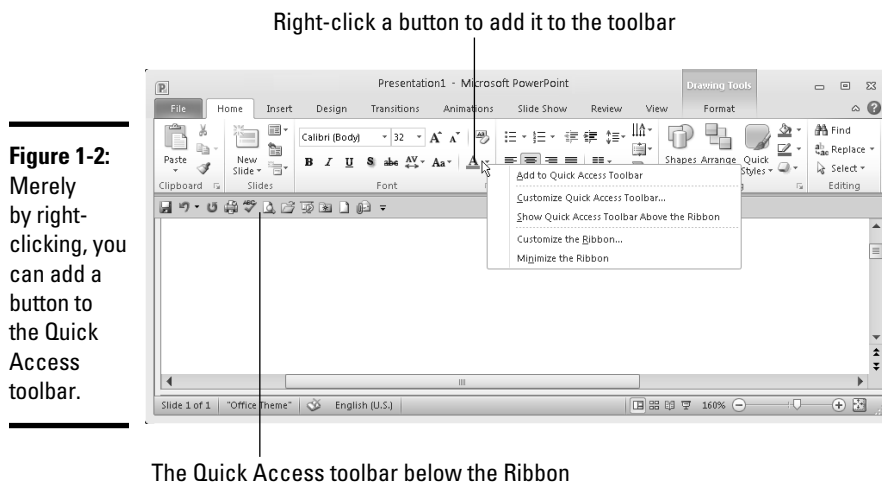 Right-click a button to add it to the toolbar
Presentation1 - Microsoft PowerPoint
Drawing Tools
File Home Insert Design Transitions Animations Slide Show Review View Format
Calibri (Body) 32
Paste
New
Slide
B I U S abc AV Aa A
Shapes Arrange Quick
Styles
Find
Replace
Select
Clipboard Slides Font Editing
Add to Quick Access Toolbar
Customize Quick Access Toolbar...
Show Quick Access Toolbar Above the Ribbon
Customize the Ribbon...
Minimize the Ribbon
Figure 1-2:
Merely
by right-
clicking, you
can add a
button to
the Quick
Access
toolbar.
Slide 1 of 1 "Office Theme" English (U.S.) 160%
The Quick Access toolbar below the Ribbon